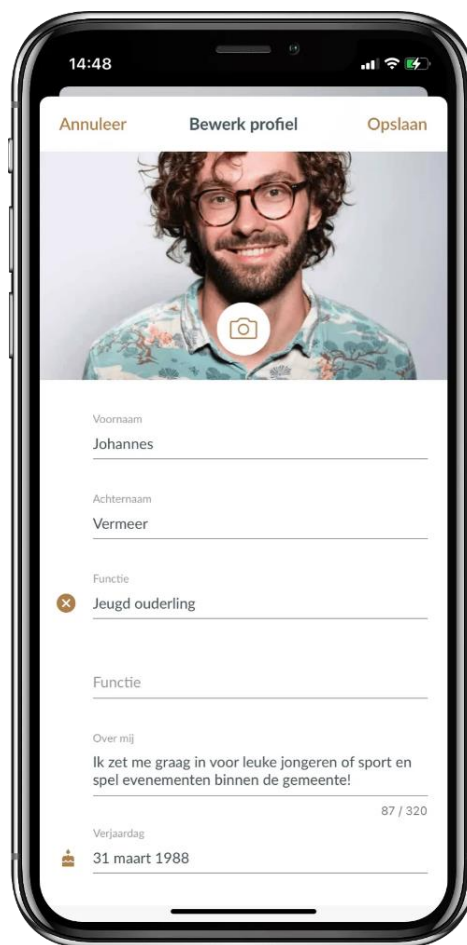 14:48
Annuleer Bewerk profiel Opslaan
Voornaam
Johannes
Achternaam
Vermeer
Functie
Jeugd ouderling
Functie
Over mij
Ik zet me graag in voor leuke jongeren of sport en
spel evenementen binnen de gemeente!
87 / 320
Verjaardag
31 maart 1988